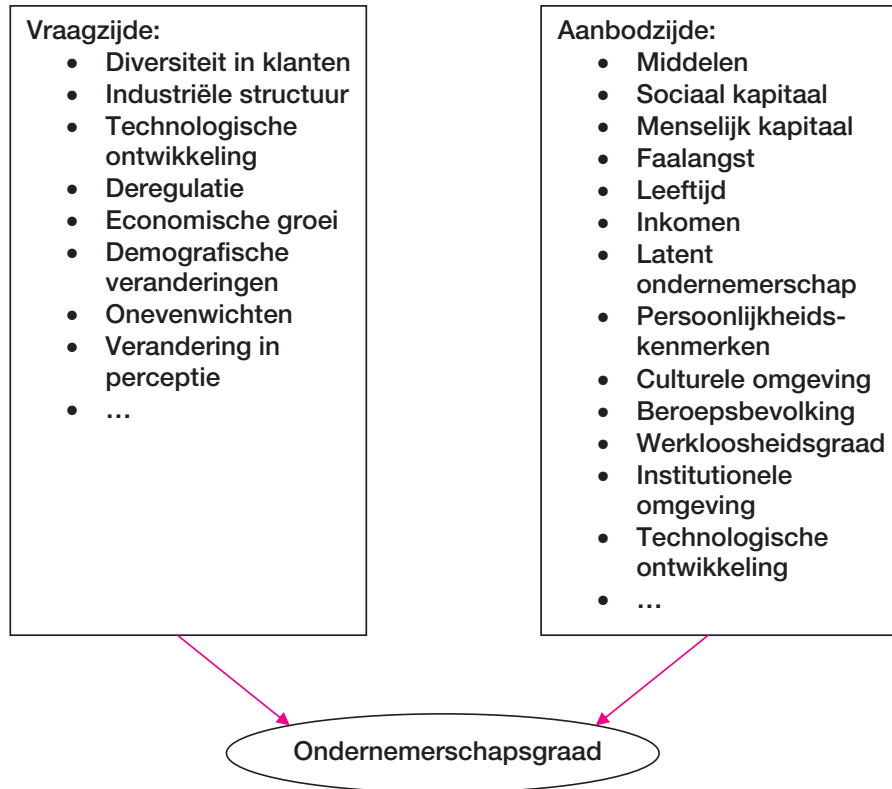 Vraagzijde:
• Diversiteit in klanten
• Industriële structuur
• Technologische
ontwikkeling
• Deregulatie
• Economische groei
• Demografische
veranderingen
• Onevenwichten
• Verandering in
perceptie
• …
Aanbodzijde:
• Middelen
• Sociaal kapitaal
• Menselijk kapitaal
• Faalangst
• Leeftijd
• Inkomen
• Latent
ondernemerschap
• Persoonlijkheids-
kenmerken
• Culturele omgeving
• Beroepsbevolking
• Werkloosheidsgraad
• Institutionele
omgeving
• Technologische
ontwikkeling
• …
Ondernemerschapsgraad